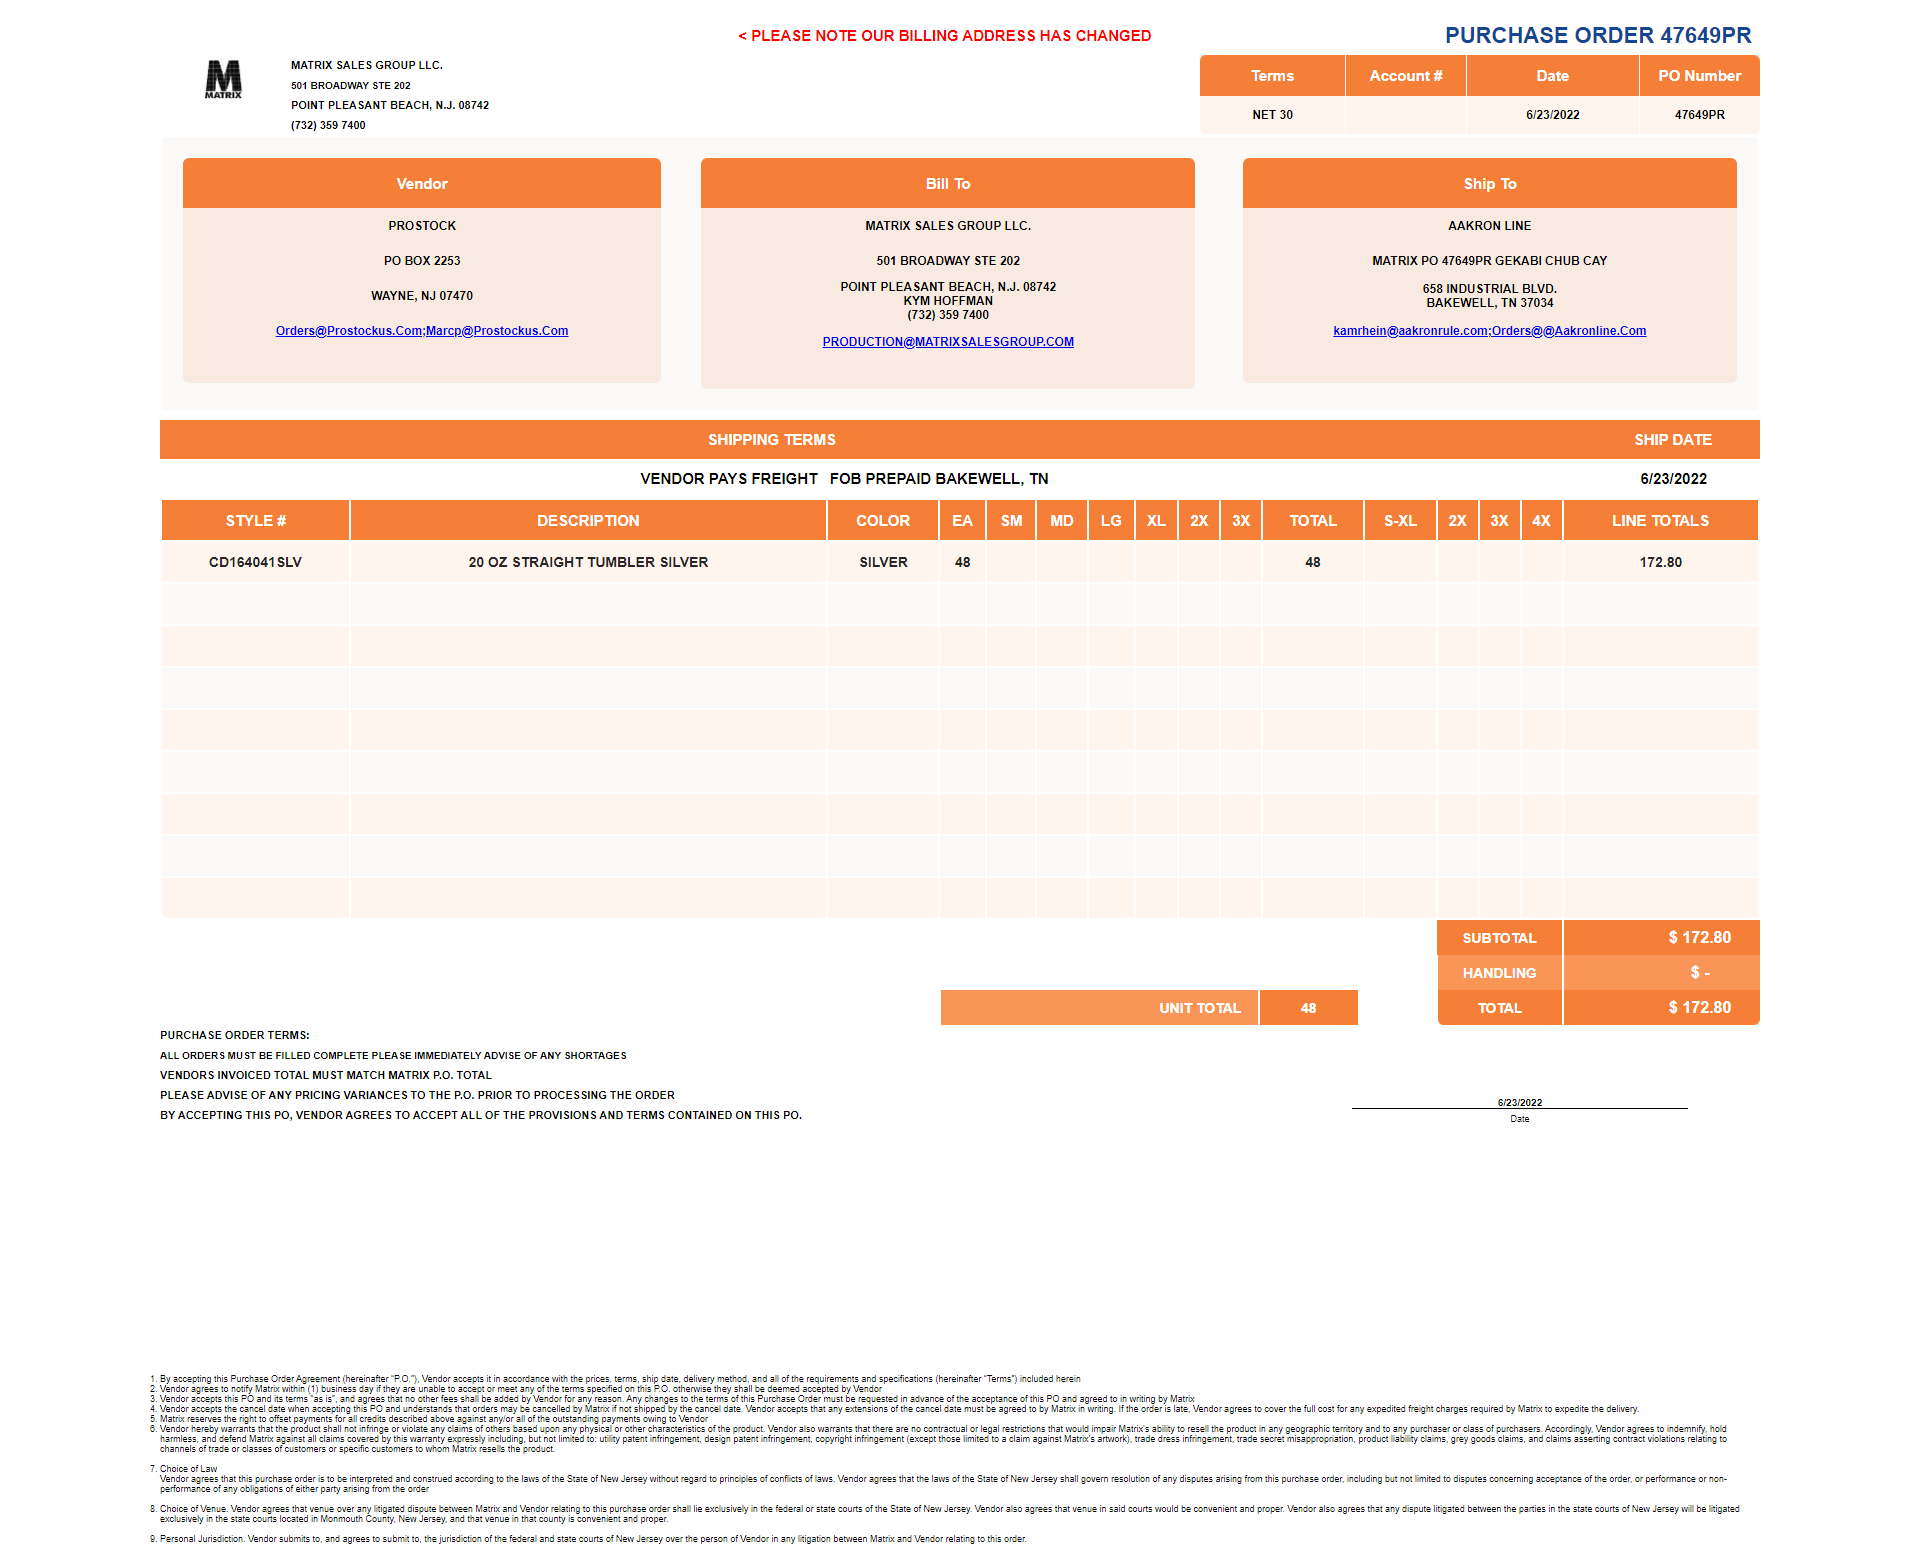 < PLEASE NOTE OUR BILLING ADDRESS HAS CHANGED
PURCHASE ORDER 47649PR
MATRIX
MATRIX SALES GROUP LLC.
501 BROADWAY STE 202
POINT PLEASANT BEACH, N.J. 08742
(732) 359 7400
Terms Account # Date PO Number
NET 30 6/23/2022 47649PR
Vendor
PROSTOCK
PO BOX 2253
WAYNE, NJ 07470
Orders@Prostockus.Com;Marcp@Prostockus.Com
Bill To
MATRIX SALES GROUP LLC.
501 BROADWAY STE 202
POINT PLEASANT BEACH, N.J. 08742
KYM HOFFMAN
(732) 359 7400
PRODUCTION@MATRIXSALESGROUP.COM
Ship To
AAKRON LINE
MATRIX PO 47649PR GEKABI CHUB CAY
658 INDUSTRIAL BLVD.
BAKEWELL, TN 37034
kamrhein@aakronrule.com;Orders@@Aakronline.Com
SHIPPING TERMS SHIP DATE
VENDOR PAYS FREIGHT FOB PREPAID BAKEWELL, TN 6/23/2022
STYLE # DESCRIPTION COLOR EA SM MD LG XL 2X 3X TOTAL S-XL 2X 3X 4X LINE TOTALS
CD164041SLV 20 OZ STRAIGHT TUMBLER SILVER SILVER 48 48 172.80
SUBTOTAL $ 172.80
HANDLING $ -
UNIT TOTAL 48 TOTAL $ 172.80
PURCHASE ORDER TERMS:
ALL ORDERS MUST BE FILLED COMPLETE PLEASE IMMEDIATELY ADVISE OF ANY SHORTAGES
VENDORS INVOICED TOTAL MUST MATCH MATRIX P.O. TOTAL
PLEASE ADVISE OF ANY PRICING VARIANCES TO THE P.O. PRIOR TO PROCESSING THE ORDER
BY ACCEPTING THIS PO, VENDOR AGREES TO ACCEPT ALL OF THE PROVISIONS AND TERMS CONTAINED ON THIS PO.
6/23/2022
Date
1. By accepting this Purchase Order Agreement (hereinafter “P.O.”), Vendor accepts it in accordance with the prices, terms, ship date, delivery method, and all of the requirements and specifications (hereinafter “Terms”) included herein
2. Vendor agrees to notify Matrix within (1) business day if they are unable to accept or meet any of the terms specified on this P.O. otherwise they shall be deemed accepted by Vendor
3. Vendor accepts this PO and its terms “as is”, and agrees that no other fees shall be added by Vendor for any reason. Any changes to the terms of this Purchase Order must be requested in advance of the acceptance of this PO and agreed to in writing by Matrix
4. Vendor accepts the cancel date when accepting this PO and understands that orders may be cancelled by Matrix if not shipped by the cancel date. Vendor accepts that any extensions of the cancel date must be agreed to by Matrix in writing. If the order is late, Vendor agrees to cover the full cost for any expedited freight charges required by Matrix to expedite the delivery.
5. Matrix reserves the right to offset payments for all credits described above against any/or all of the outstanding payments owing to Vendor
6. Vendor hereby warrants that the product shall not infringe or violate any claims of others based upon any physical or other characteristics of the product. Vendor also warrants that there are no contractual or legal restrictions that would impair Matrix's ability to resell the product in any geographic territory and to any purchaser or class of purchasers. Accordingly, Vendor agrees to indemnify, hold
harmless, and defend Matrix against all claims covered by this warranty expressly including, but not limited to: utility patent infringement, design patent infringement, copyright infringement (except those limited to a claim against Matrix's artwork), trade dress infringement, trade secret misappropriation, product liability claims, grey goods claims, and claims asserting contract violations relating to
channels of trade or classes of customers or specific customers to whom Matrix resells the product.
7. Choice of Law
Vendor agrees that this purchase order is to be interpreted and construed according to the laws of the State of New Jersey without regard to principles of conflicts of laws. Vendor agrees that the laws of the State of New Jersey shall govern resolution of any disputes arising from this purchase order, including but not limited to disputes concerning acceptance of the order, or performance or non-
performance of any obligations of either party arising from the order
8. Choice of Venue. Vendor agrees that venue over any litigated dispute between Matrix and Vendor relating to this purchase order shall lie exclusively in the federal or state courts of the State of New Jersey. Vendor also agrees that venue in said courts would be convenient and proper. Vendor also agrees that any dispute litigated between the parties in the state courts of New Jersey will be litigated
exclusively in the state courts located in Monmouth County, New Jersey, and that venue in that county is convenient and proper.
9. Personal Jurisdiction. Vendor submits to, and agrees to submit to, the jurisdiction of the federal and state courts of New Jersey over the person of Vendor in any litigation between Matrix and Vendor relating to this order.